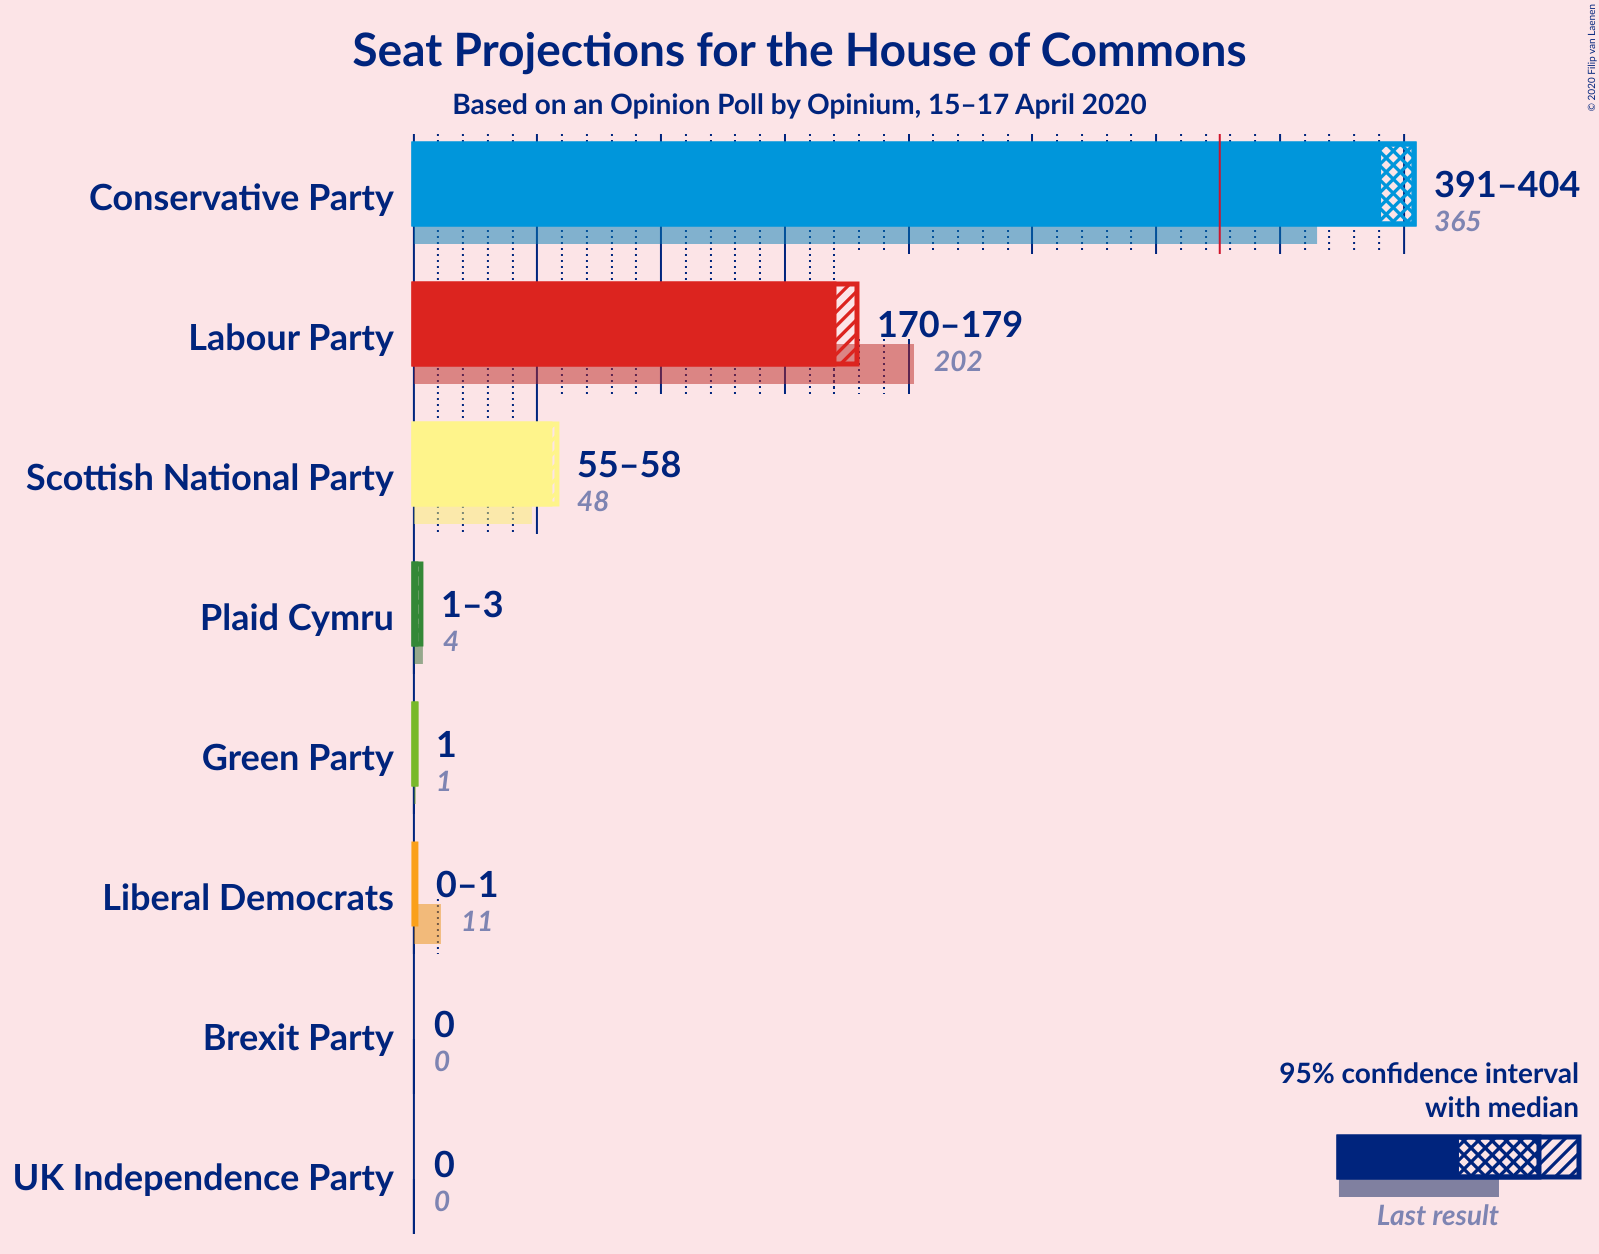 Seat Projections for the House of Commons
Based on an Opinion Poll by Opinium, 15–17 April 2020
© 2020 Filip van Laenen
Conservative Party
391–404
365
Labour Party
170–179
202
Scottish National Party
55–58
48
Plaid Cymru
1–3
4
Green Party
1
1
Liberal Democrats
0–1
11
Brexit Party
0
0
UK Independence Party
0
0
95% confidence interval
with median
Last result